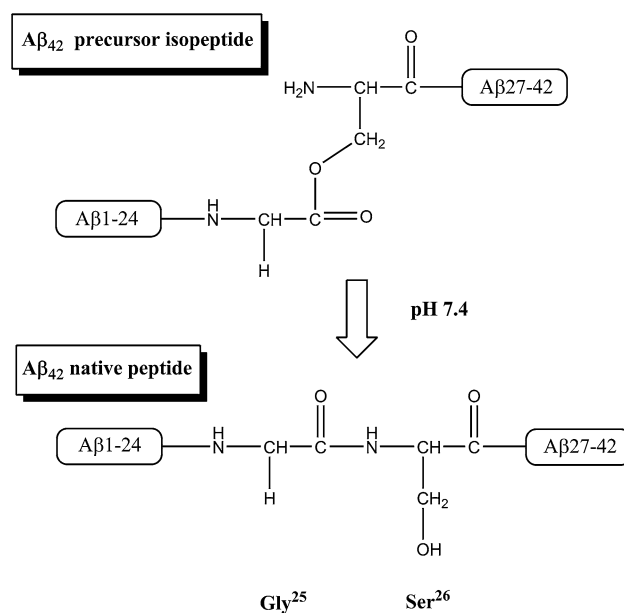 Aβ₄₂ precursor isopeptide
O
H₂N CH C Aβ27-42
CH₂
O
H
Aβ1-24 N CH C O
H
pH 7.4
Aβ₄₂ native peptide
O H O
Aβ1-24 H N CH C N CH C Aβ27-42
H CH₂
OH
Gly²⁵ Ser²⁶